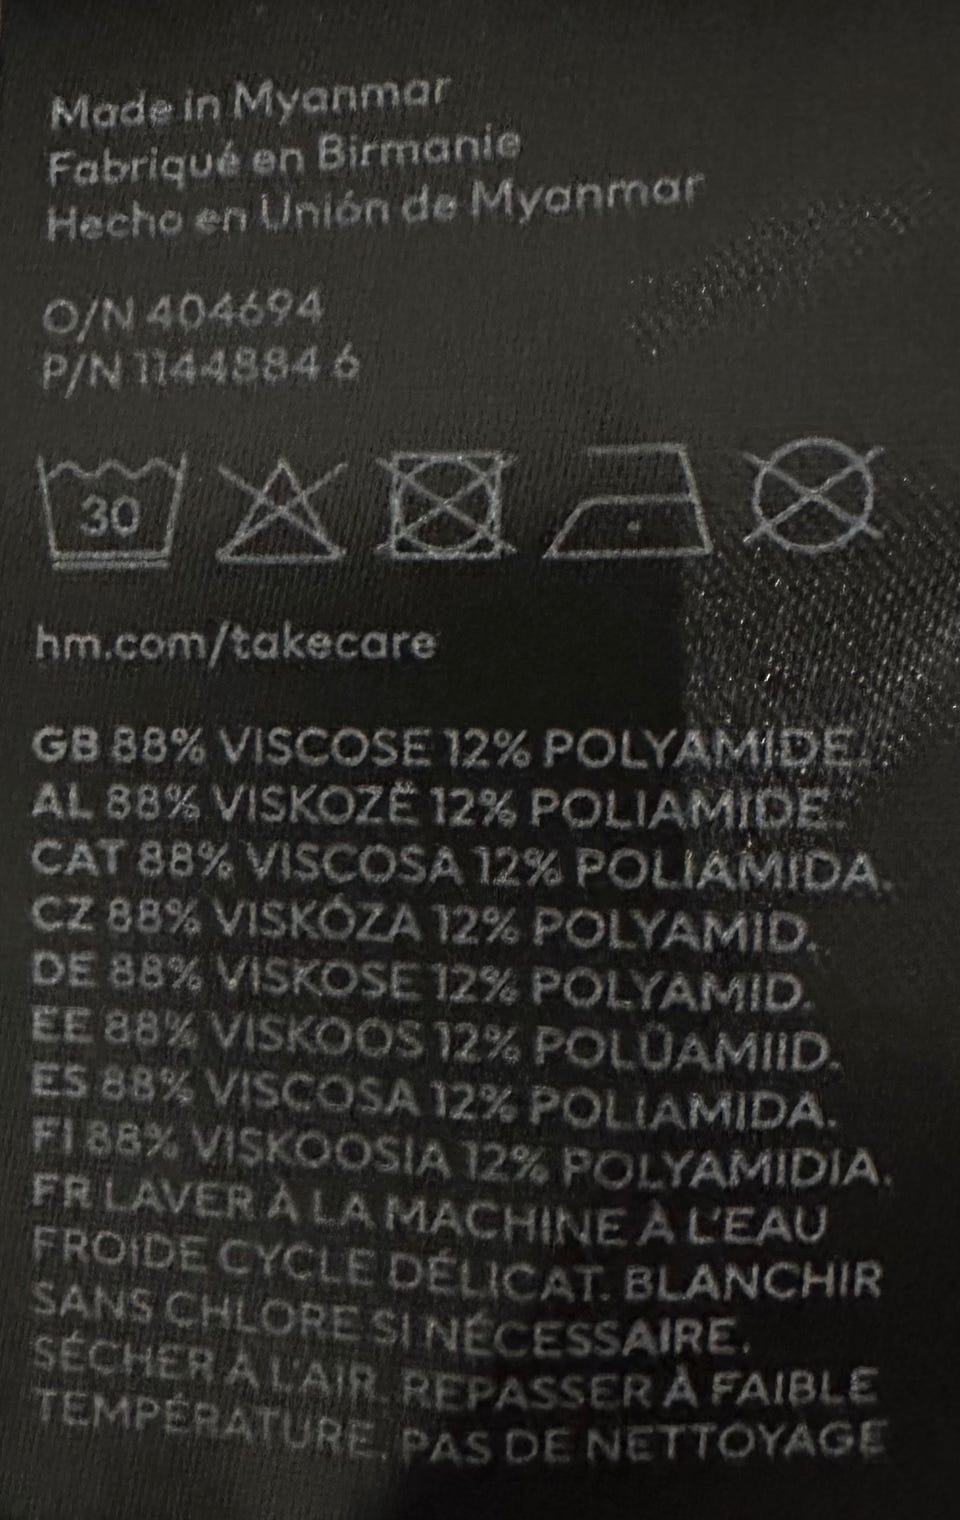 Made in Myanmar
Fabriqué en Birmanie
Hecho en Unión de Myanmar
O/N 404694
P/N 1144884 6
30
hm.com/takecare
GB 88% VISCOSE 12% POLYAMIDE.
AL 88% VISKOZË 12% POLIAMIDE.
CAT 88% VISCOSA 12% POLIAMIDA.
CZ 88% VISKÓZA 12% POLYAMID.
DE 88% VISKOSE 12% POLYAMID.
EE 88% VISKOOS 12% POLÜAMIID.
ES 88% VISCOSA 12% POLIAMIDA.
FI 88% VISKOOSIA 12% POLYAMIDIA.
FR LAVER À LA MACHINE À L'EAU
FROIDE CYCLE DÉLICAT. BLANCHIR
SANS CHLORE SI NÉCESSAIRE.
SÉCHER À L'AIR. REPASSER À FAIBLE
TEMPÉRATURE. PAS DE NETTOYAGE